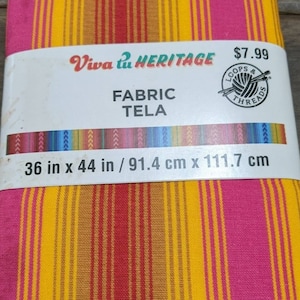 Viva tu HERITAGE
$7.99
LOOPS & THREADS
FABRIC
TELA
36 in x 44 in / 91.4 cm x 111.7 cm